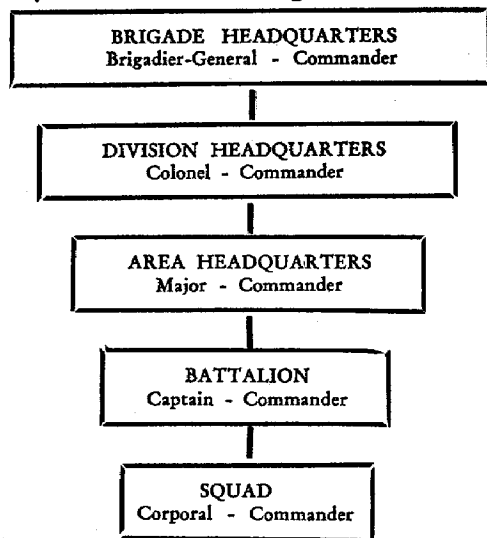 BRIGADE HEADQUARTERS
Brigadier-General - Commander
DIVISION HEADQUARTERS
Colonel - Commander
AREA HEADQUARTERS
Major - Commander
BATTALION
Captain - Commander
SQUAD
Corporal - Commander